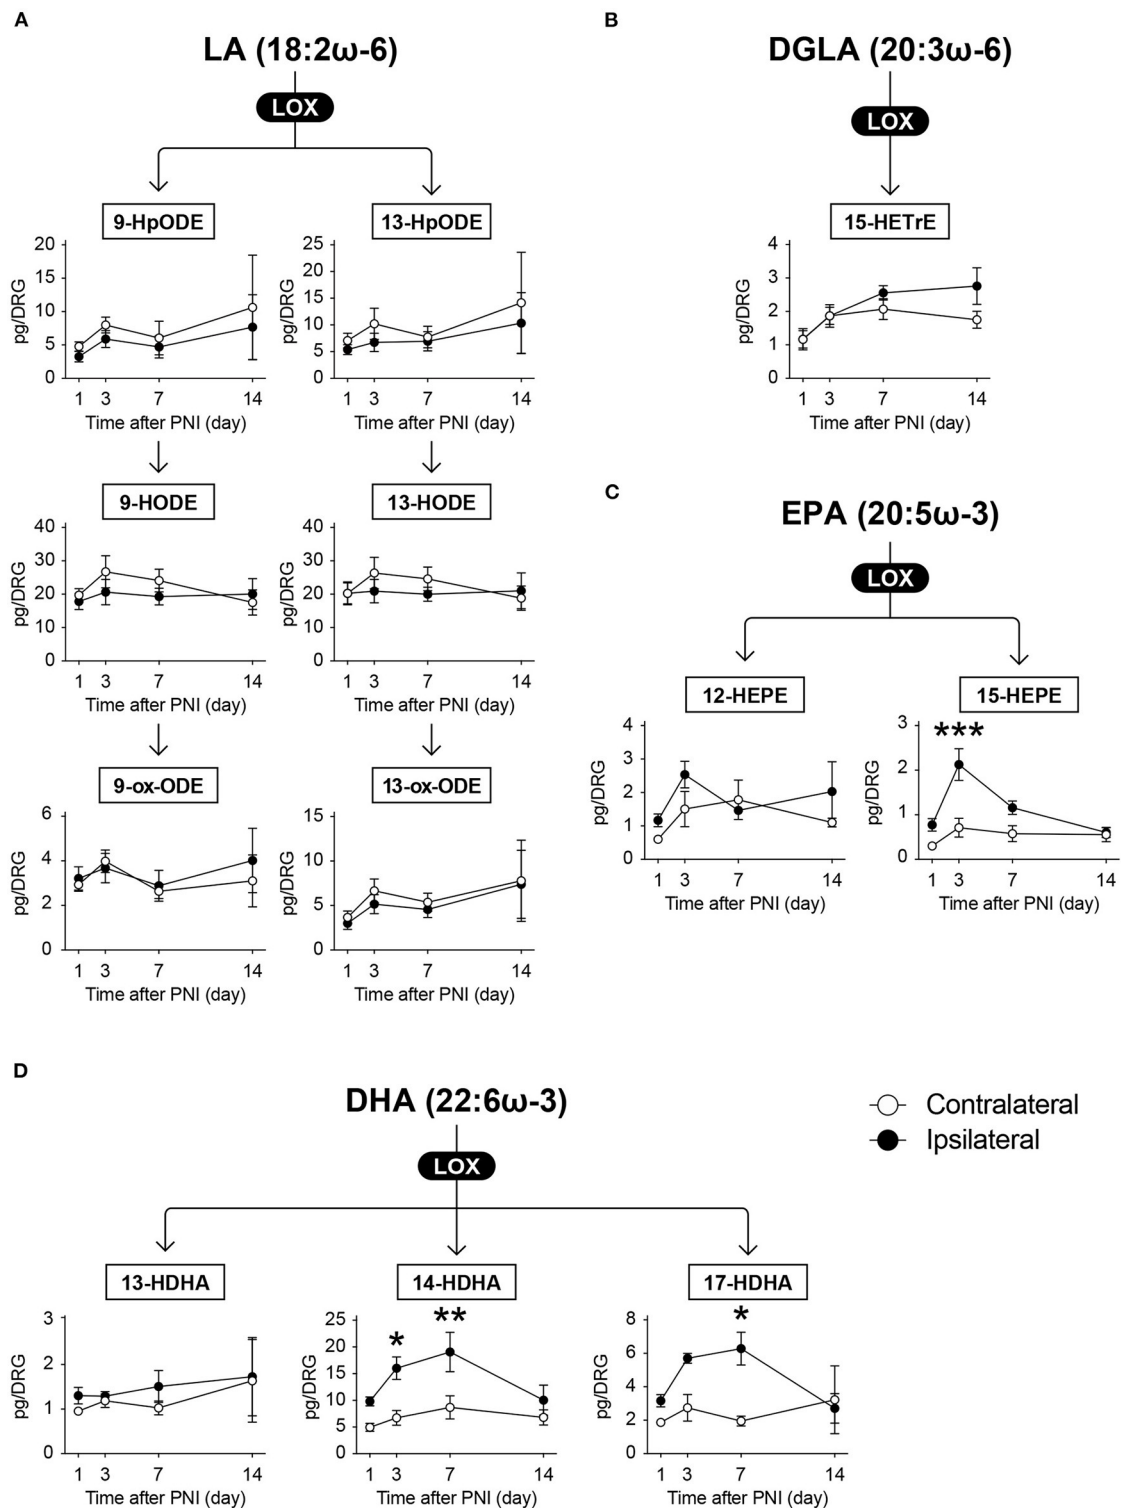 A
LA (18:2ω-6)
LOX
9-HpODE
13-HpODE
pg/DRG
20
15
10
5
0
1 3 7 14
Time after PNI (day)
pg/DRG
25
20
15
10
5
0
1 3 7 14
Time after PNI (day)
9-HODE
13-HODE
pg/DRG
40
30
20
10
0
1 3 7 14
Time after PNI (day)
pg/DRG
40
30
20
10
0
1 3 7 14
Time after PNI (day)
9-ox-ODE
13-ox-ODE
pg/DRG
6
4
2
0
1 3 7 14
Time after PNI (day)
pg/DRG
15
10
5
0
1 3 7 14
Time after PNI (day)
B
DGLA (20:3ω-6)
LOX
15-HETrE
pg/DRG
4
3
2
1
0
1 3 7 14
Time after PNI (day)
C
EPA (20:5ω-3)
LOX
12-HEPE
15-HEPE
pg/DRG
4
3
2
1
0
1 3 7 14
Time after PNI (day)
pg/DRG
3
2
1
0
***
1 3 7 14
Time after PNI (day)
D
DHA (22:6ω-3)
LOX
Contralateral
Ipsilateral
13-HDHA
14-HDHA
17-HDHA
pg/DRG
3
2
1
0
1 3 7 14
Time after PNI (day)
pg/DRG
25
20
15
10
5
0
* **
1 3 7 14
Time after PNI (day)
pg/DRG
8
6
4
2
0
*
1 3 7 14
Time after PNI (day)